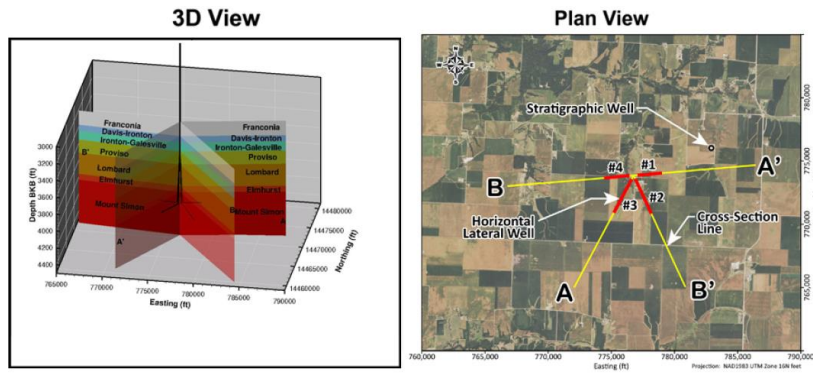 3D View
Plan View
Franconia
Davis-Ironton
Ironton-Galesville
B' Proviso
Lombard
Elmhurst
Mount Simon
Franconia
Davis-Ironton
Ironton-Galesville
Proviso
Lombard
Elmhurst
Mount Simon
A'
Depth BKB (ft)
3000
3200
3400
3600
3800
4000
4200
4400
765000
770000
775000
780000
785000
790000
Easting (ft)
14480000
14475000
14470000
14465000
14460000
Northing (ft)
Stratigraphic Well
#4
#1
A'
B
#3
#2
Horizontal
Lateral Well
Cross-Section
Line
A
B'
780,000
775,000
770,000
765,000
760,000
765,000
770,000
775,000
780,000
785,000
790,000
Easting (ft)
Projection: NAD1983 UTM Zone 16N feet